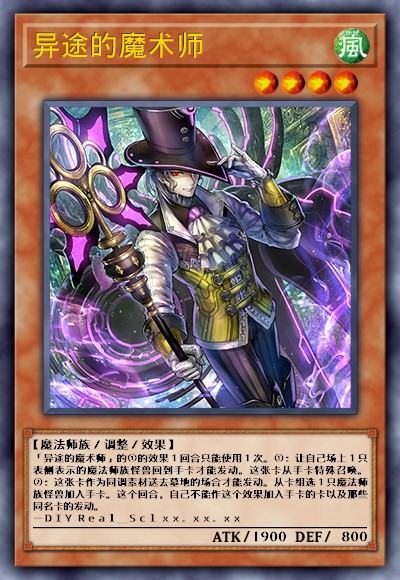 异途的魔术师
風
【魔法师族／调整／效果】
「异途的魔术师」的①的效果１回合只能使用１次。①：让自己场上１只
表侧表示的魔法师族怪兽回到手卡才能发动。这张卡从手卡特殊召唤。
②：这张卡作为同调素材送去墓地的场合才能发动。从卡组选１只魔法师
族怪兽加入手卡。这个回合，自己不能作这个效果加入手卡的卡以及那些
同名卡的发动。
－ＤＩＹＲｅａｌ＿Ｓｃｌｘｘ．ｘｘ．ｘｘ
ATK/1900 DEF/ 800